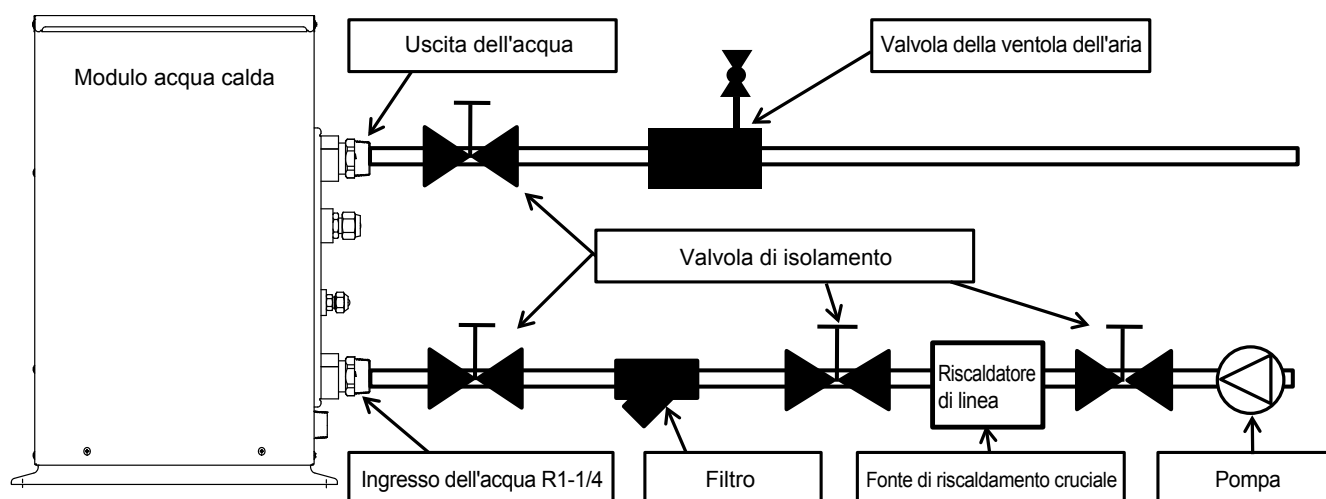 Modulo acqua calda
Uscita dell'acqua
Valvola della ventola dell'aria
Valvola di isolamento
Riscaldatore
di linea
Ingresso dell'acqua R1-1/4
Filtro
Fonte di riscaldamento cruciale
Pompa